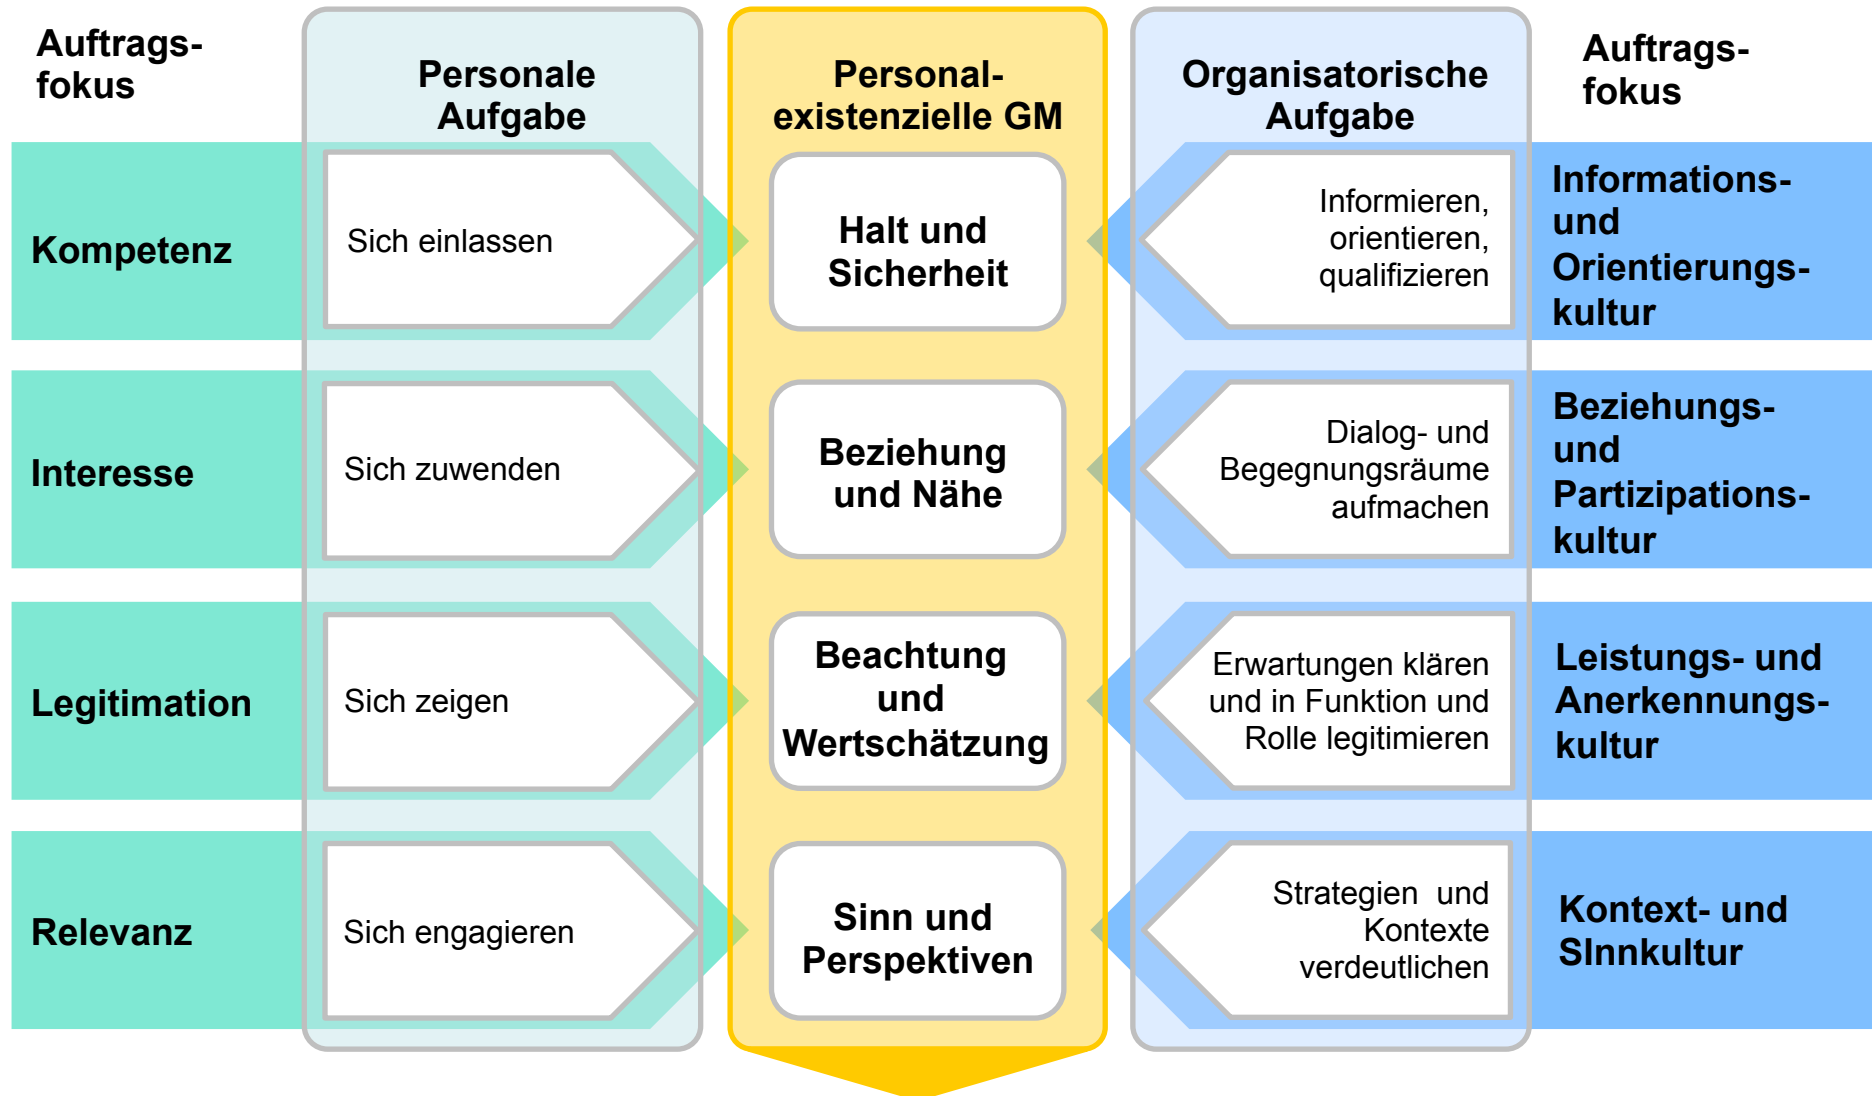 Auftrags-
fokus
Personale
Aufgabe
Personal-
existenzielle GM
Organisatorische
Aufgabe
Auftrags-
fokus
Kompetenz
Sich einlassen
Halt und
Sicherheit
Informieren,
orientieren,
qualifizieren
Informations-
und
Orientierungs-
kultur
Interesse
Sich zuwenden
Beziehung
und Nähe
Dialog- und
Begegnungsräume
aufmachen
Beziehungs-
und
Partizipations-
kultur
Legitimation
Sich zeigen
Beachtung
und
Wertschätzung
Erwartungen klären
und in Funktion und
Rolle legitimieren
Leistungs- und
Anerkennungs-
kultur
Relevanz
Sich engagieren
Sinn und
Perspektiven
Strategien und
Kontexte
verdeutlichen
Kontext- und
SInnkultur